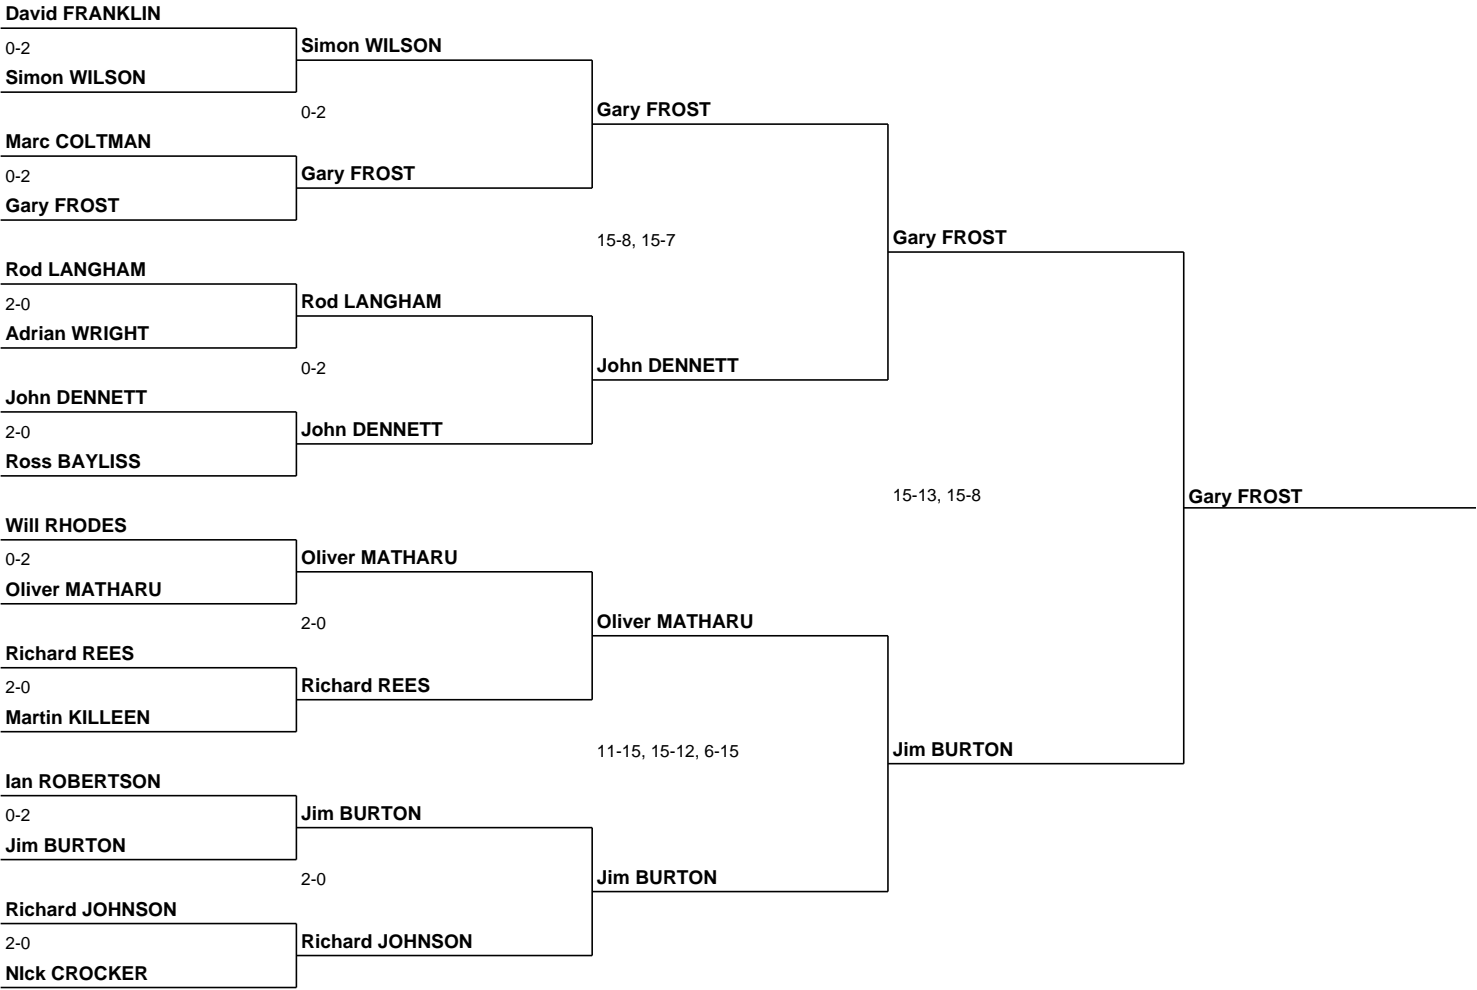 David FRANKLIN
0-2
Simon WILSON
Simon WILSON
0-2
Gary FROST
Marc COLTMAN
0-2
Gary FROST
Gary FROST
15-8, 15-7
Gary FROST
Rod LANGHAM
2-0
Rod LANGHAM
Adrian WRIGHT
0-2
John DENNETT
John DENNETT
2-0
John DENNETT
Ross BAYLISS
15-13, 15-8
Gary FROST
Will RHODES
0-2
Oliver MATHARU
Oliver MATHARU
2-0
Oliver MATHARU
Richard REES
2-0
Richard REES
Martin KILLEEN
11-15, 15-12, 6-15
Jim BURTON
Ian ROBERTSON
0-2
Jim BURTON
Jim BURTON
2-0
Jim BURTON
Richard JOHNSON
2-0
Richard JOHNSON
NIck CROCKER